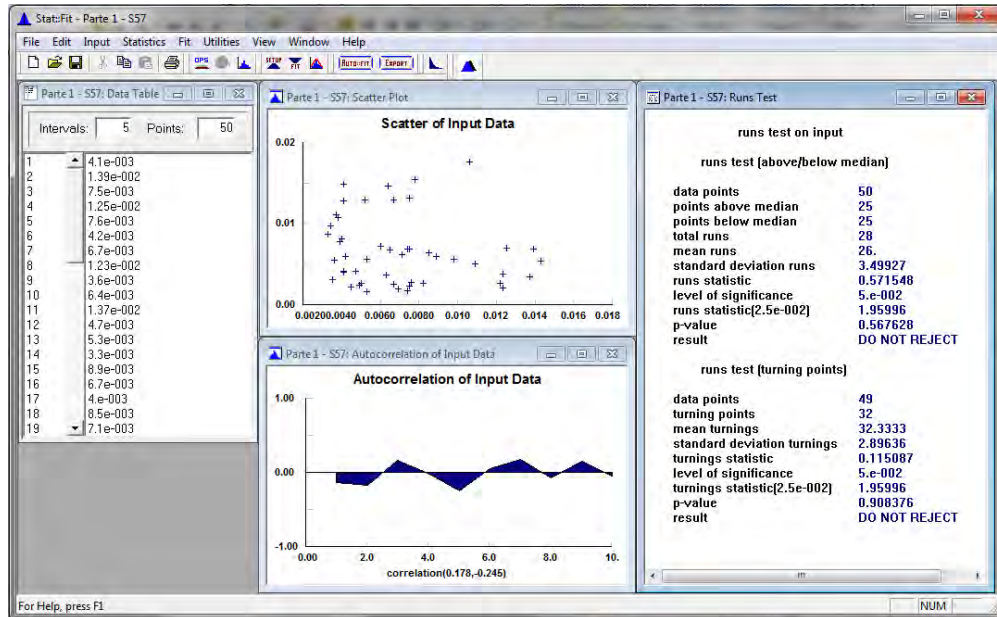 Stat::Fit - Parte 1 - S57
File Edit Input Statistics Fit Utilities View Window Help
OPS SETUP FIT AUTO::FIT EXPORT
Parte 1 - S57: Data Table
Intervals: 5 Points: 50
1 4.1e-003
2 1.39e-002
3 7.5e-003
4 1.25e-002
5 7.6e-003
6 4.2e-003
7 6.7e-003
8 1.23e-002
9 3.6e-003
10 6.4e-003
11 1.37e-002
12 4.7e-003
13 5.3e-003
14 3.3e-003
15 8.9e-003
16 6.7e-003
17 4.e-003
18 8.5e-003
19 7.1e-003
Parte 1 - S57: Scatter Plot
Scatter of Input Data
0.02
0.01
0.00
0.0020 0.0040 0.0060 0.0080 0.010 0.012 0.014 0.016 0.018
Parte 1 - S57: Autocorrelation of Input Data
Autocorrelation of Input Data
1.00
0.00
-1.00
0.00 2.0 4.0 6.0 8.0 10.
correlation(0.178,-0.245)
Parte 1 - S57: Runs Test
runs test on input
runs test (above/below median)
data points 50
points above median 25
points below median 25
total runs 28
mean runs 26.
standard deviation runs 3.49927
runs statistic 0.571548
level of significance 5.e-002
runs statistic(2.5e-002) 1.95996
p-value 0.567628
result DO NOT REJECT
runs test (turning points)
data points 49
turning points 32
mean turnings 32.3333
standard deviation turnings 2.89636
turnings statistic 0.115087
level of significance 5.e-002
turnings statistic(2.5e-002) 1.95996
p-value 0.908376
result DO NOT REJECT
For Help, press F1
NUM